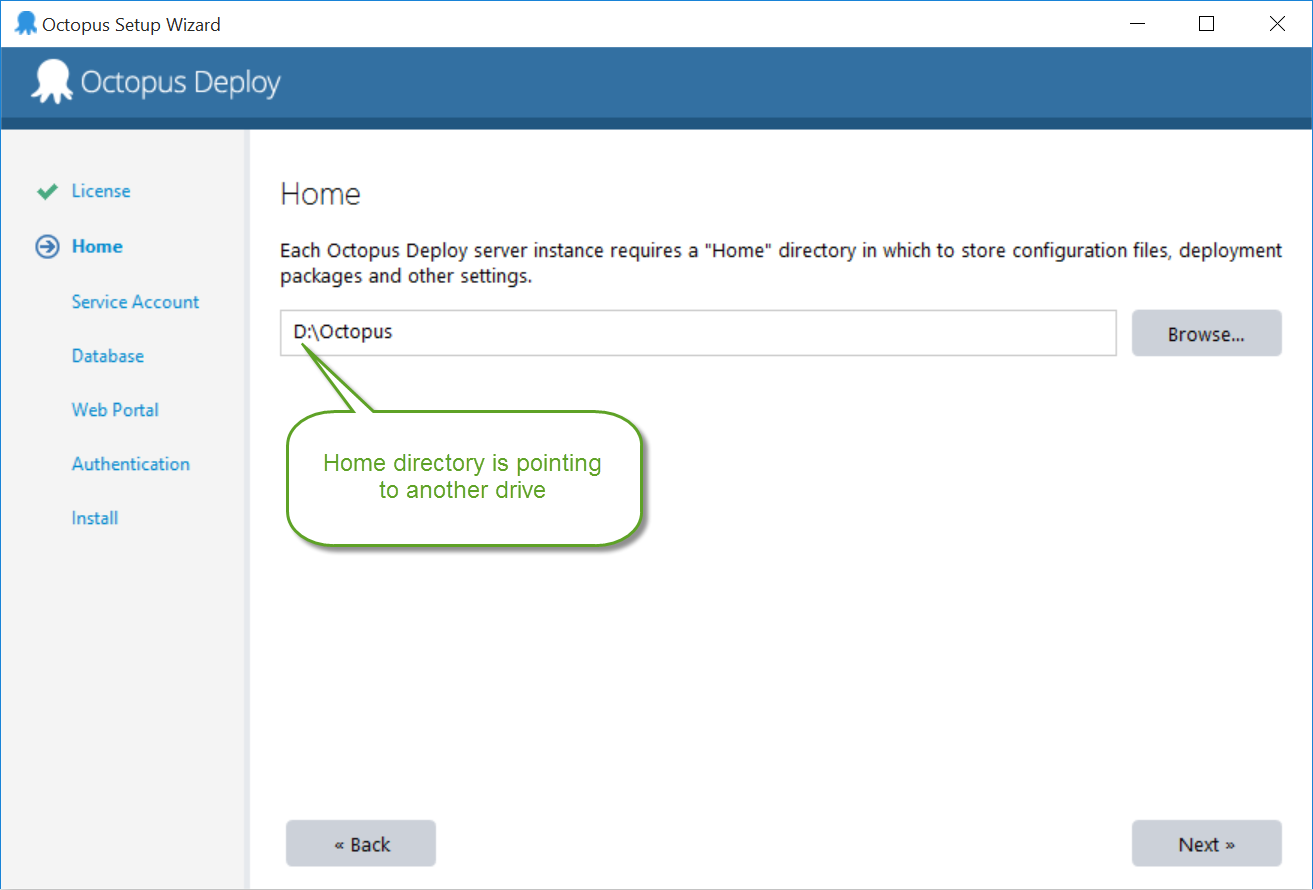 Octopus Setup Wizard
Octopus Deploy
License
Home
Service Account
Database
Web Portal
Authentication
Install
Home
Each Octopus Deploy server instance requires a "Home" directory in which to store configuration files, deployment
packages and other settings.
D:\Octopus
Browse...
Home directory is pointing
to another drive
« Back
Next »